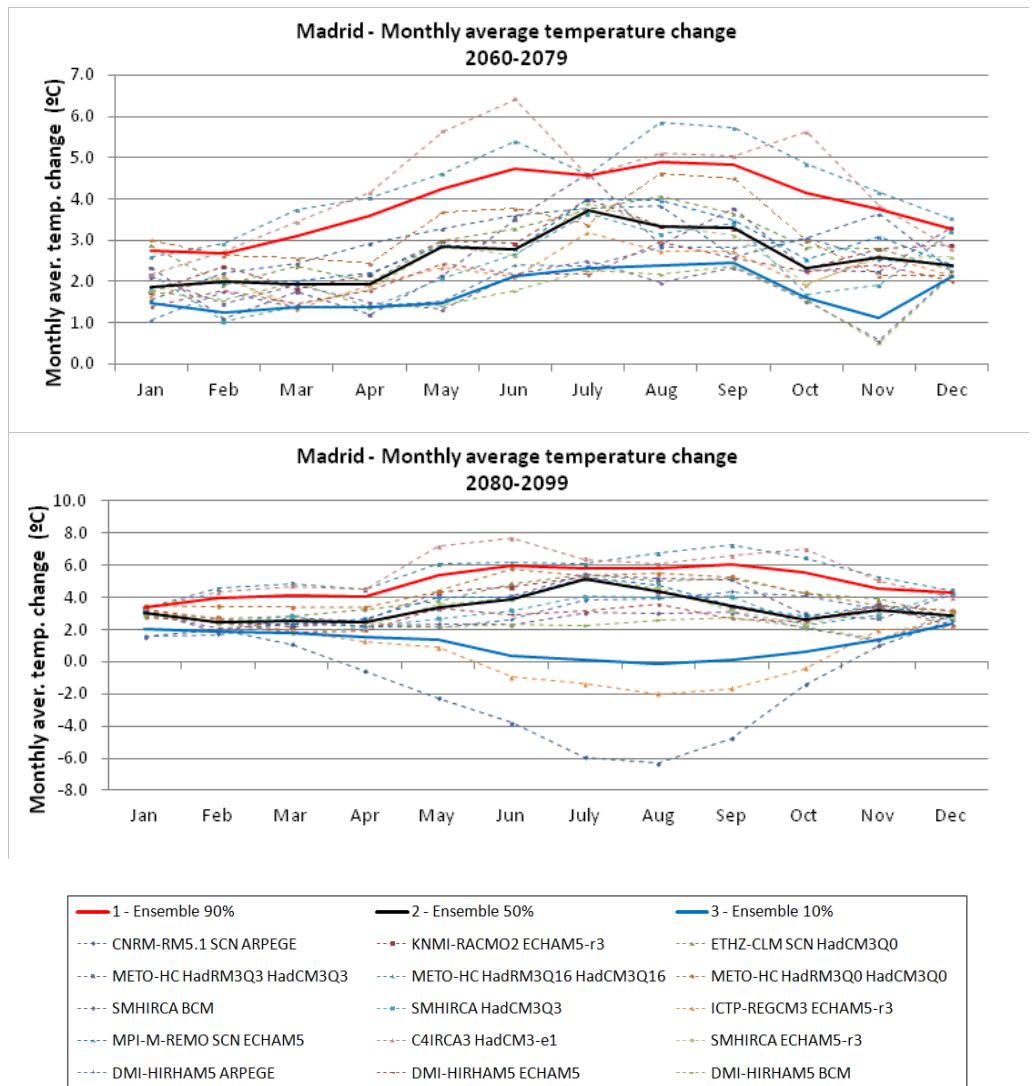 Madrid - Monthly average temperature change
2060-2079
Monthly aver. temp. change (ºC)
7.0
6.0
5.0
4.0
3.0
2.0
1.0
0.0
Jan Feb Mar Apr May Jun July Aug Sep Oct Nov Dec
Madrid - Monthly average temperature change
2080-2099
Monthly aver. temp. change (ºC)
10.0
8.0
6.0
4.0
2.0
0.0
-2.0
-4.0
-6.0
-8.0
Jan Feb Mar Apr May Jun July Aug Sep Oct Nov Dec
1 - Ensemble 90% 2 - Ensemble 50% 3 - Ensemble 10%
CNRM-RM5.1 SCN ARPEGE KNMI-RACMO2 ECHAM5-r3 ETHZ-CLM SCN HadCM3Q0
METO-HC HadRM3Q3 HadCM3Q3 METO-HC HadRM3Q16 HadCM3Q16 METO-HC HadRM3Q0 HadCM3Q0
SMHIRCA BCM SMHIRCA HadCM3Q3 ICTP-REGCM3 ECHAM5-r3
MPI-M-REMO SCN ECHAM5 C4IRCA3 HadCM3-e1 SMHIRCA ECHAM5-r3
DMI-HIRHAM5 ARPEGE DMI-HIRHAM5 ECHAM5 DMI-HIRHAM5 BCM